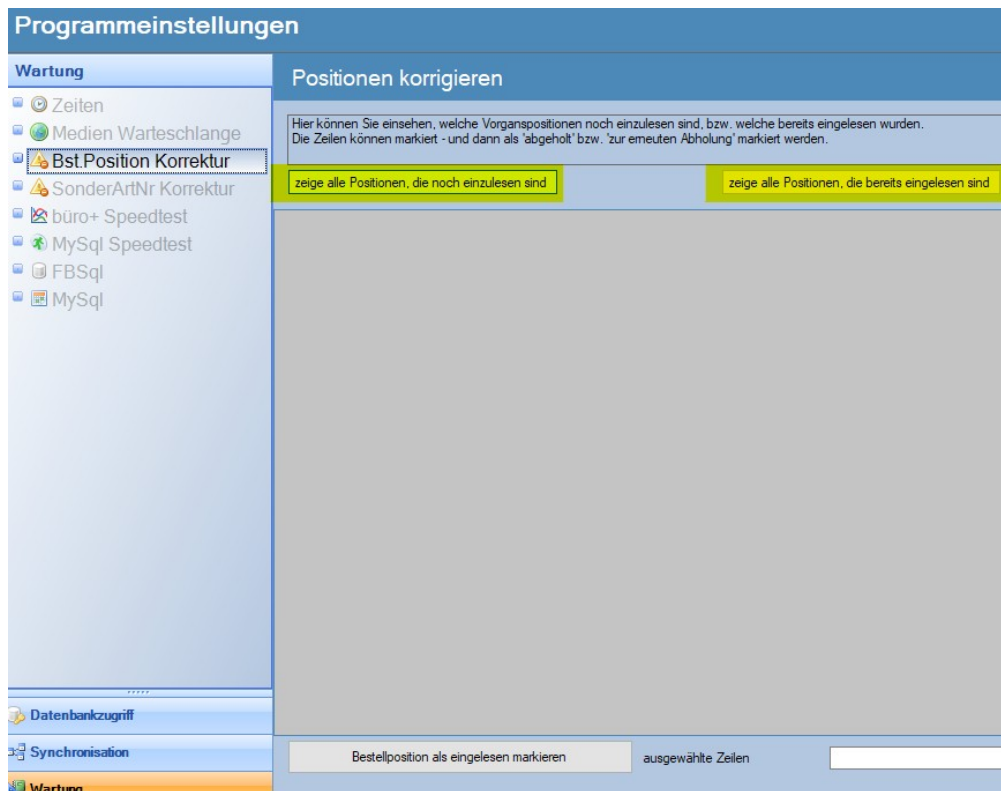 Programmeinstellungen
Wartung
Zeiten
Medien Warteschlange
Bst.Position Korrektur
SonderArtNr Korrektur
büro+ Speedtest
MySql Speedtest
FBSql
MySql
Datenbankzugriff
Synchronisation
Wartung
Positionen korrigieren
Hier können Sie einsehen, welche Vorgangspositionen noch einzulesen sind, bzw. welche bereits eingelesen wurden.
Die Zeilen können markiert - und dann als 'abgeholt' bzw. 'zur erneuten Abholung' markiert werden.
zeige alle Positionen, die noch einzulesen sind
zeige alle Positionen, die bereits eingelesen sind
Bestellposition als eingelesen markieren
ausgewählte Zeilen